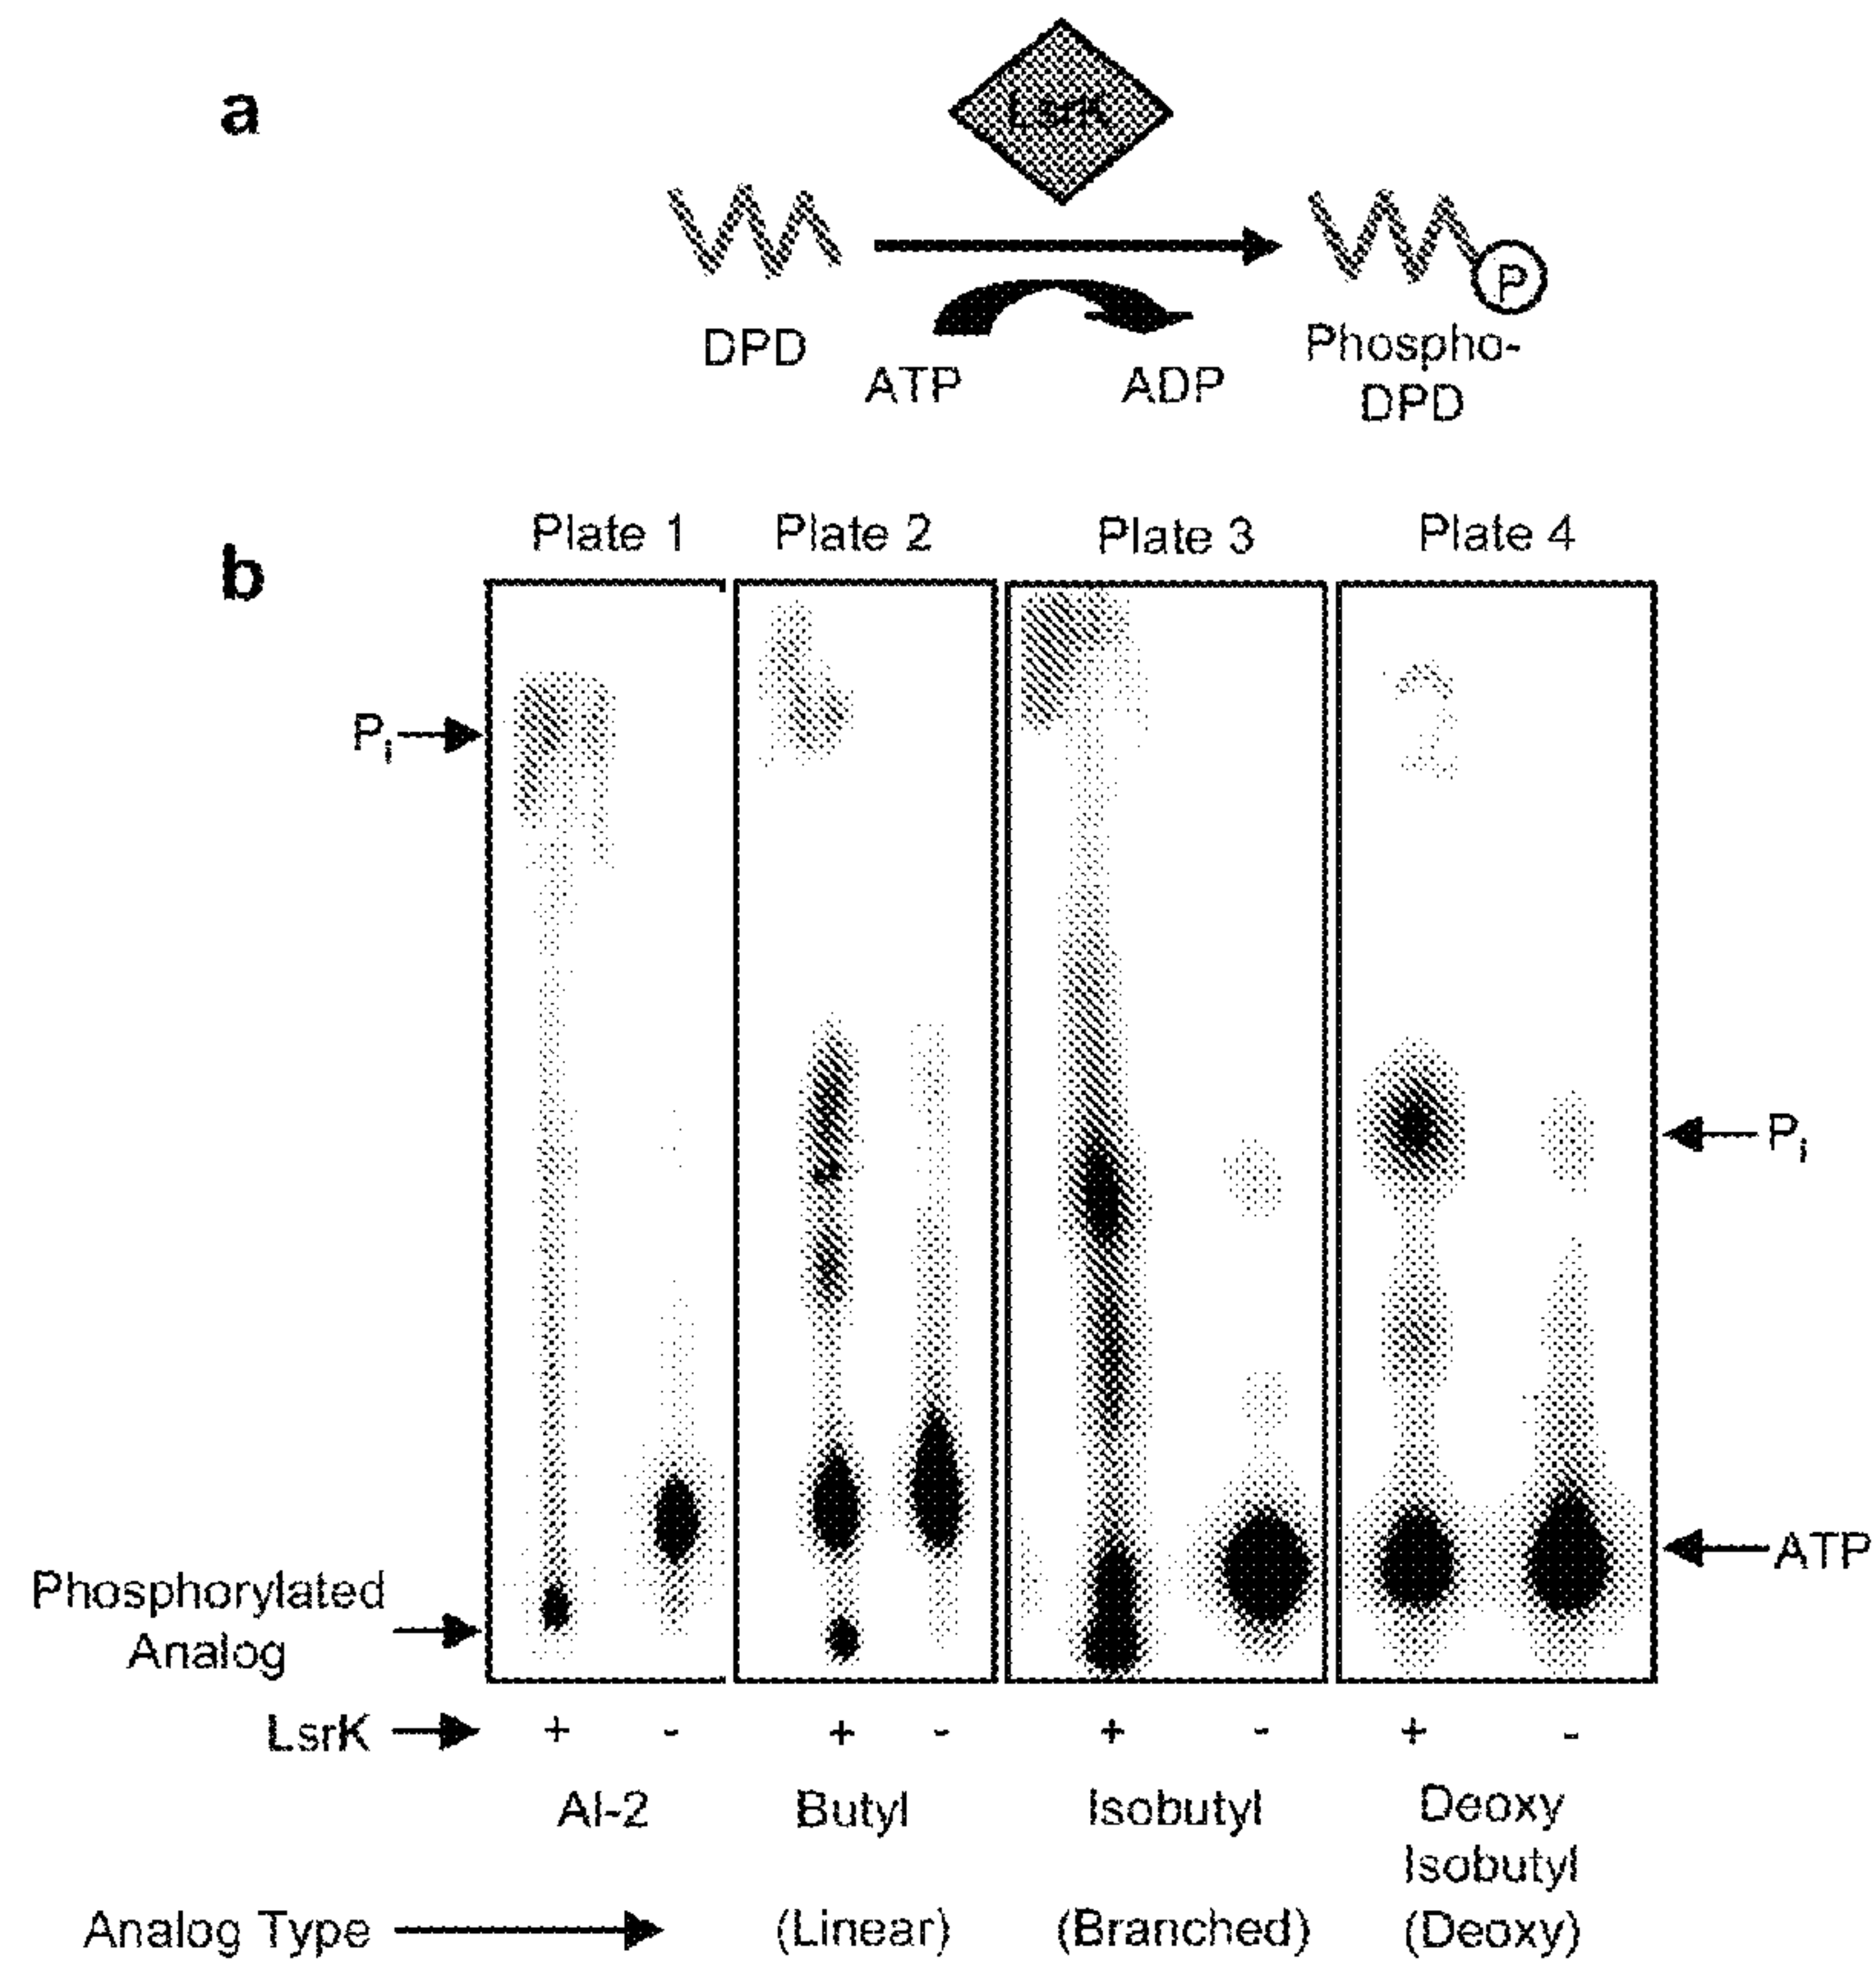 a
LsrK
DPD
ATP
ADP
Phospho-
DPD
P
b
Plate 1
Plate 2
Plate 3
Plate 4
Pi
Pi
ATP
Phosphorylated
Analog
LsrK + - + - + - + -
AI-2
Butyl
Isobutyl
Deoxy
Isobutyl
Analog Type
(Linear)
(Branched)
(Deoxy)